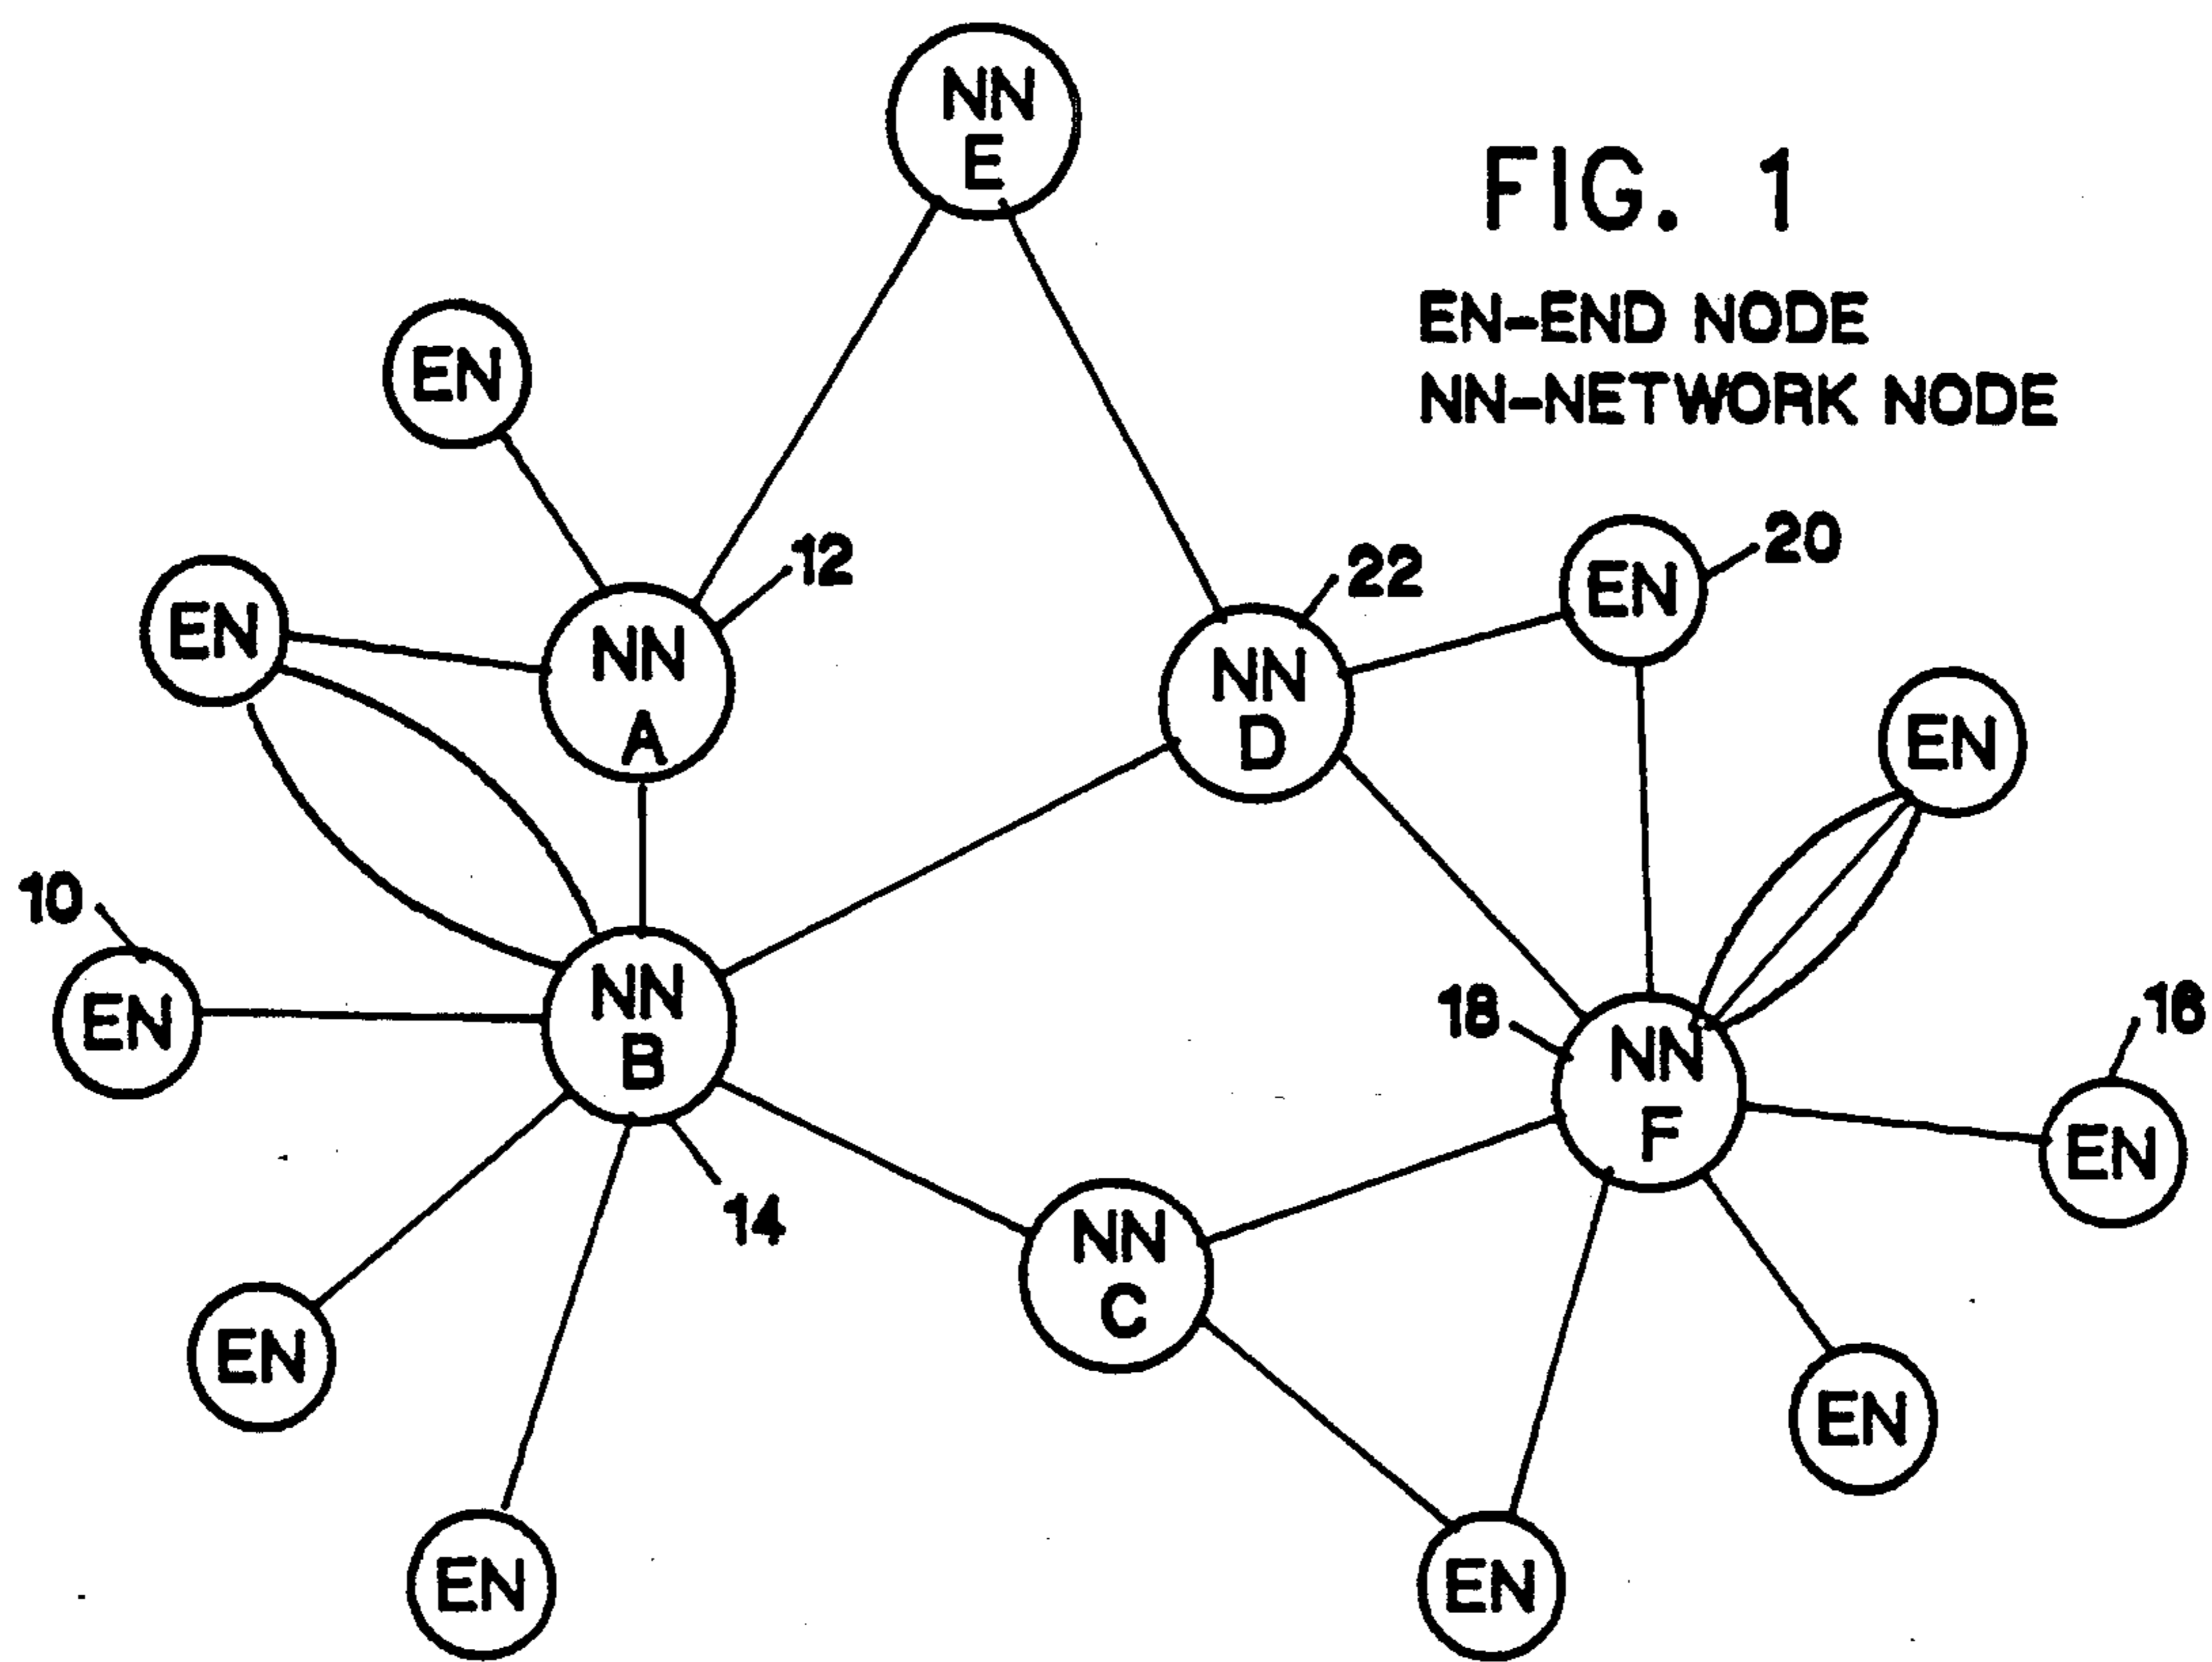 NN
E
FIG. 1
EN-END NODE
NN-NETWORK NODE
EN
12
22
20
EN
EN
NN
A
NN
D
EN
10
EN
NN
B
18
NN
F
16
EN
14
NN
C
EN
EN
EN
EN